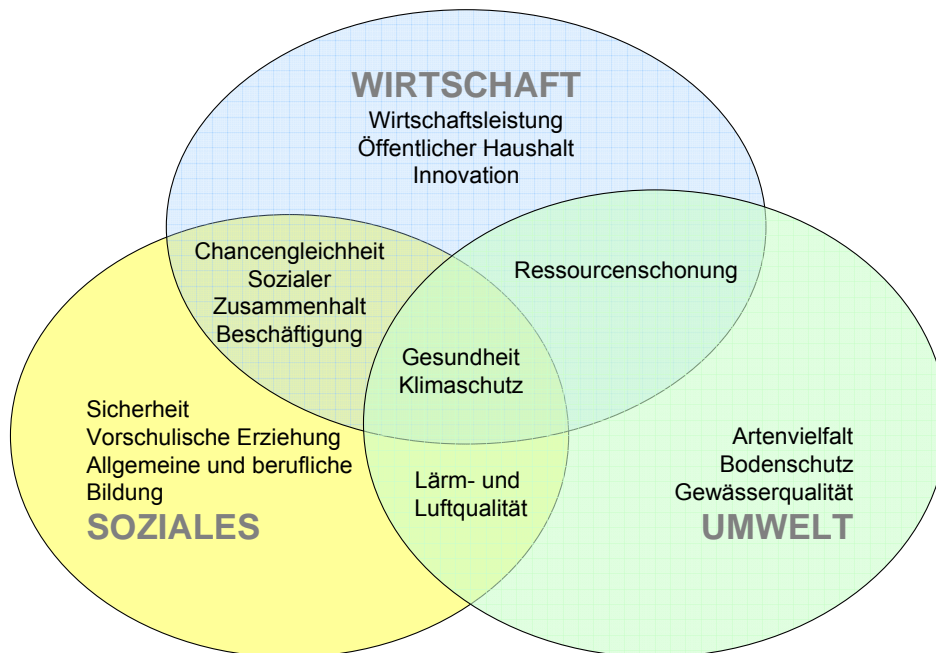 WIRTSCHAFT
Wirtschaftsleistung
Öffentlicher Haushalt
Innovation
Chancengleichheit
Sozialer
Zusammenhalt
Beschäftigung
Ressourcenschonung
Gesundheit
Klimaschutz
Sicherheit
Vorschulische Erziehung
Allgemeine und berufliche
Bildung
SOZIALES
Lärm- und
Luftqualität
Artenvielfalt
Bodenschutz
Gewässerqualität
UMWELT